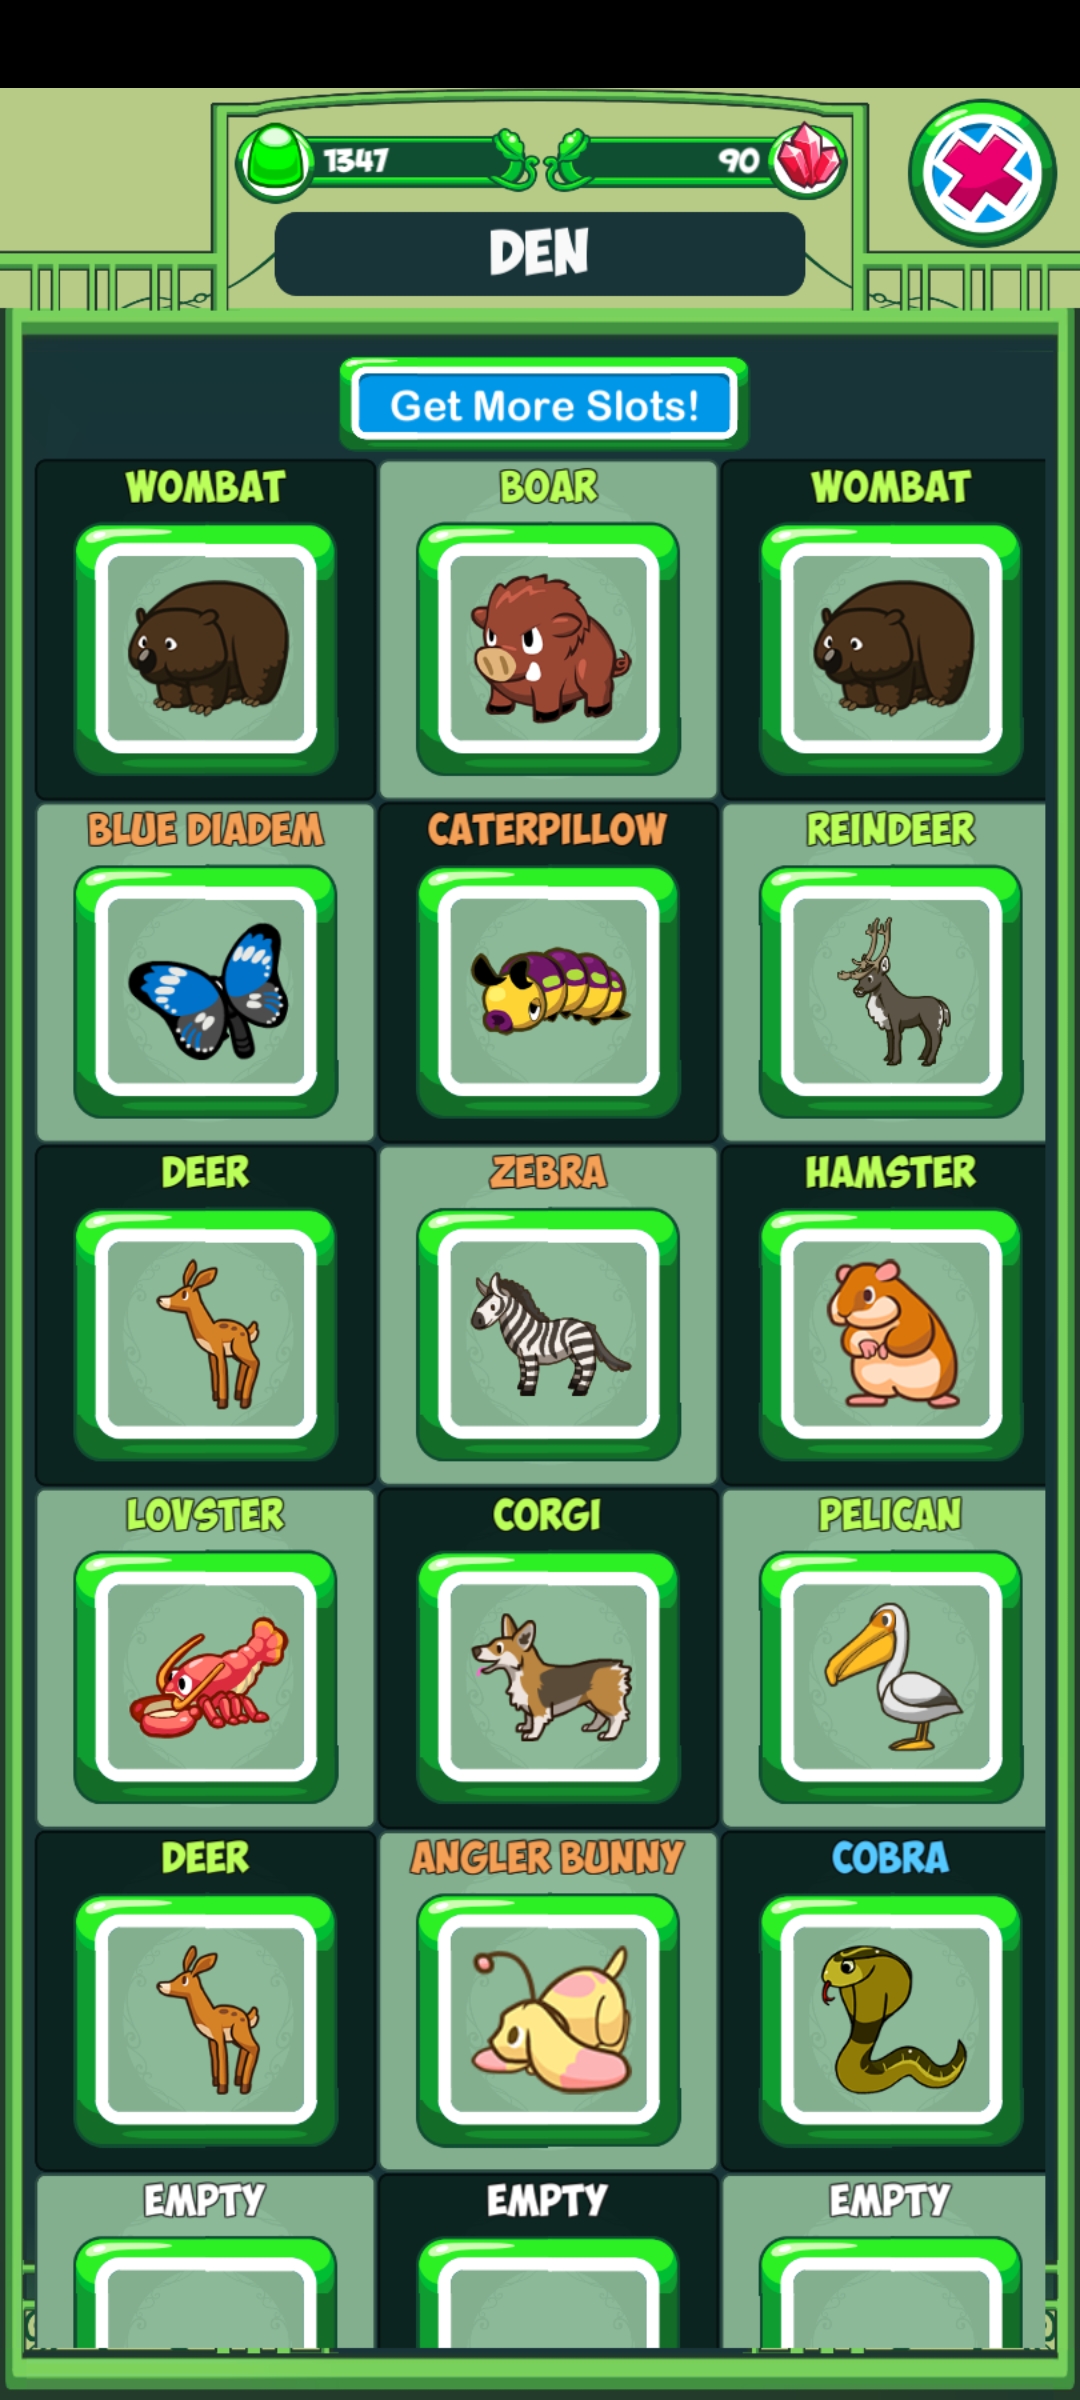 1347
90
DEN
Get More Slots!
WOMBAT
BOAR
WOMBAT
BLUE DIADEM
CATERPILLOW
REINDEER
DEER
ZEBRA
HAMSTER
LOVSTER
CORGI
PELICAN
DEER
ANGLER BUNNY
COBRA
EMPTY
EMPTY
EMPTY